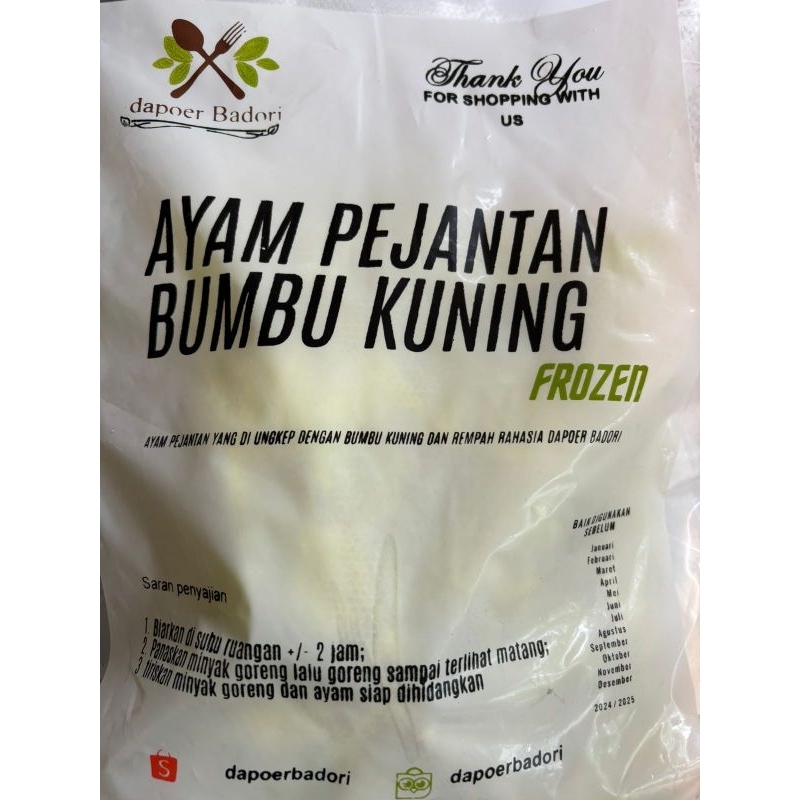 dapoer Badori
Thank You
FOR SHOPPING WITH
US
AYAM PEJANTAN
BUMBU KUNING
FROZEN
AYAM PEJANTAN YANG DI UNGKEP DENGAN BUMBU KUNING DAN REMPAH RAHASIA DAPOER BADORI
BAIK DIGUNAKAN
SEBELUM
Januari
Februari
Maret
April
Mei
Juni
Juli
Agustus
September
Oktober
November
Desember
2024 / 2025
Saran penyajian
1. Biarkan di suhu ruangan +/- 2 jam;
2. Panaskan minyak goreng lalu goreng sampai terlihat matang;
3 tiriskan minyak goreng dan ayam siap dihidangkan
S
dapoerbadori
dapoerbadori